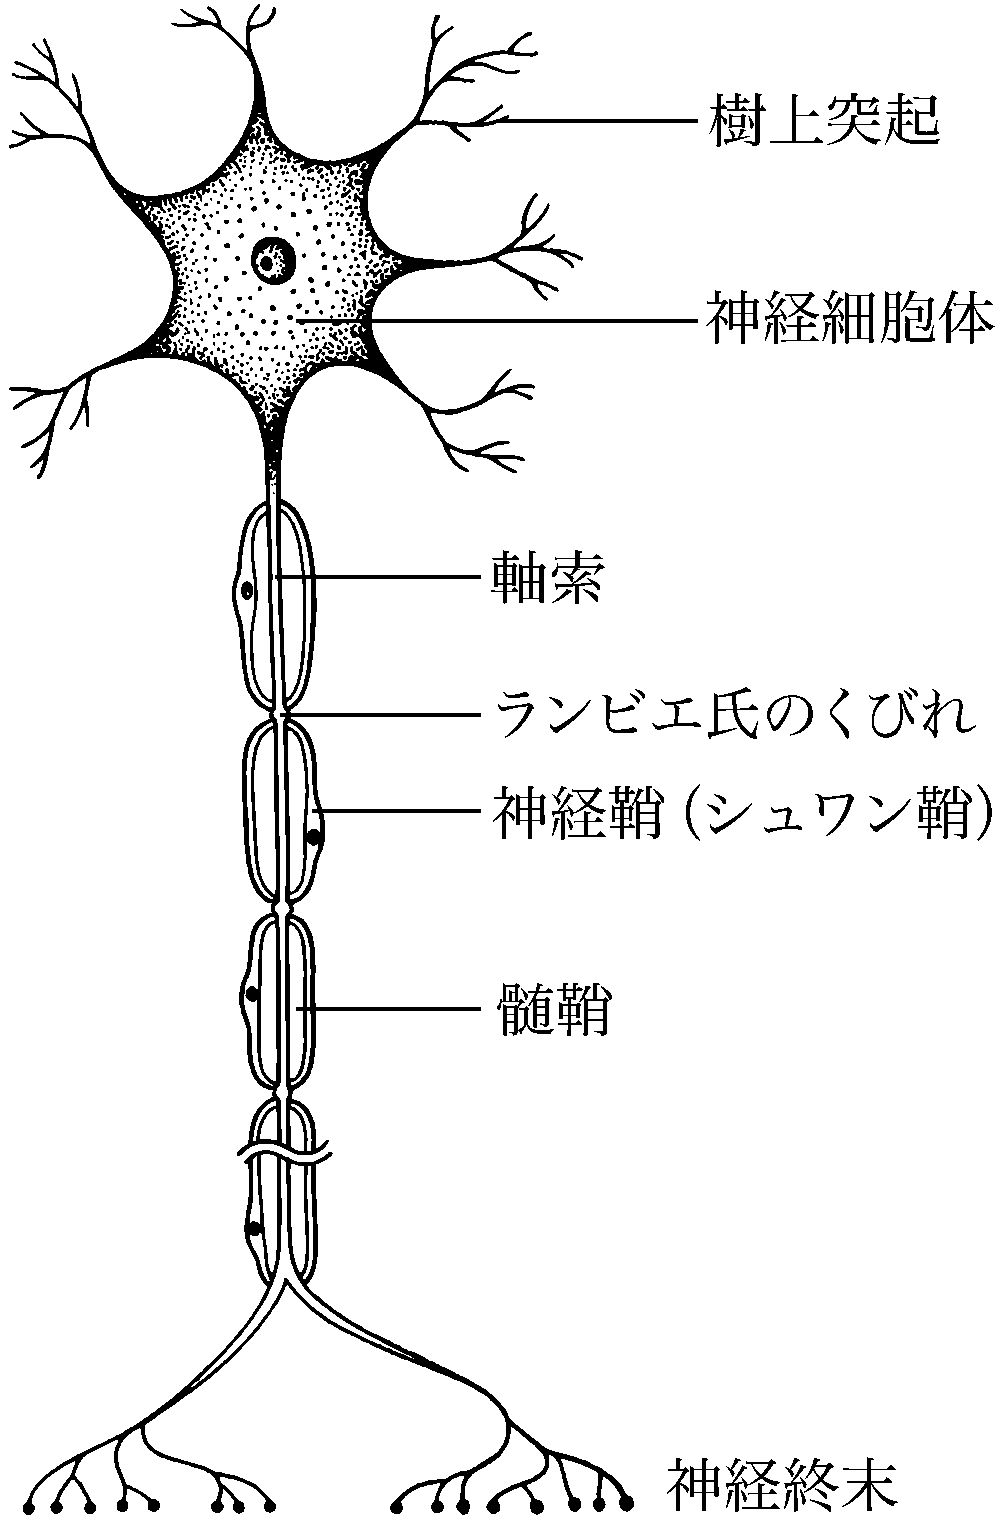 樹上突起
神経細胞体
軸索
ランビエ氏のくびれ
神経鞘(シュワン鞘)
髄鞘
神経終末